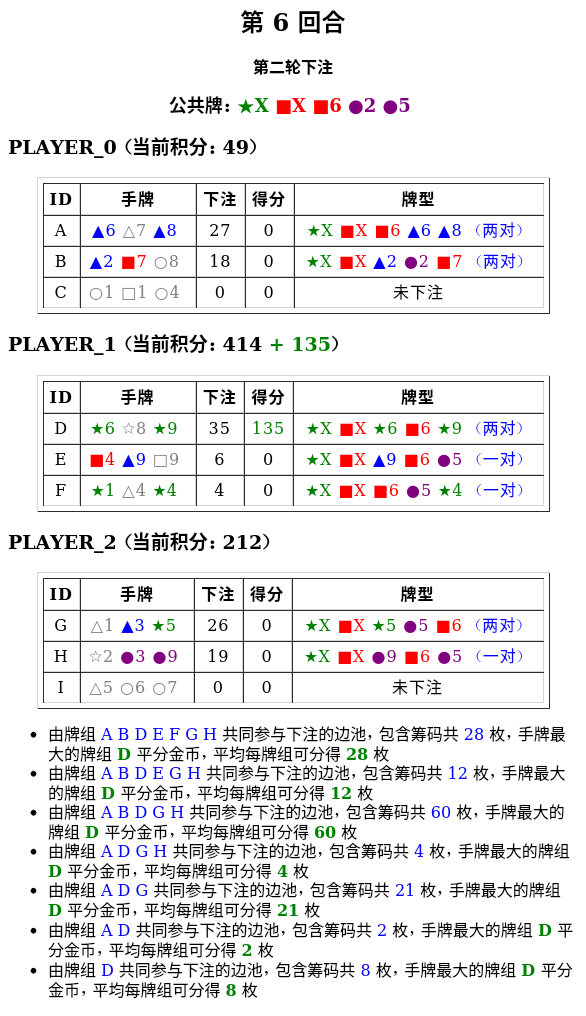 第 6 回合
第二轮下注
公共牌: ★X ■X ■6 ●2 ●5
PLAYER_0（当前积分: 49）
ID 手牌 下注 得分 牌型
A ▲6 △7 ▲8 27 0 ★X ■X ■6 ▲6 ▲8（两对）
B ▲2 ■7 ○8 18 0 ★X ■X ▲2 ●2 ■7（两对）
C ○1 □1 ○4 0 0 未下注
PLAYER_1（当前积分: 414 + 135）
ID 手牌 下注 得分 牌型
D ★6 ☆8 ★9 35 135 ★X ■X ★6 ■6 ★9（两对）
E ■4 ▲9 □9 6 0 ★X ■X ▲9 ■6 ●5（一对）
F ★1 △4 ★4 4 0 ★X ■X ■6 ●5 ★4（一对）
PLAYER_2（当前积分: 212）
ID 手牌 下注 得分 牌型
G △1 ▲3 ★5 26 0 ★X ■X ★5 ●5 ■6（两对）
H ☆2 ●3 ●9 19 0 ★X ■X ●9 ■6 ●5（一对）
I △5 ○6 ○7 0 0 未下注
• 由牌组 A B D E F G H 共同参与下注的边池，包含筹码共 28 枚，手牌最
大的牌组 D 平分金币，平均每牌组可分得 28 枚
• 由牌组 A B D E G H 共同参与下注的边池，包含筹码共 12 枚，手牌最大
的牌组 D 平分金币，平均每牌组可分得 12 枚
• 由牌组 A B D G H 共同参与下注的边池，包含筹码共 60 枚，手牌最大的
牌组 D 平分金币，平均每牌组可分得 60 枚
• 由牌组 A D G H 共同参与下注的边池，包含筹码共 4 枚，手牌最大的牌组
D 平分金币，平均每牌组可分得 4 枚
• 由牌组 A D G 共同参与下注的边池，包含筹码共 21 枚，手牌最大的牌组
D 平分金币，平均每牌组可分得 21 枚
• 由牌组 A D 共同参与下注的边池，包含筹码共 2 枚，手牌最大的牌组 D 平
分金币，平均每牌组可分得 2 枚
• 由牌组 D 共同参与下注的边池，包含筹码共 8 枚，手牌最大的牌组 D 平分
金币，平均每牌组可分得 8 枚